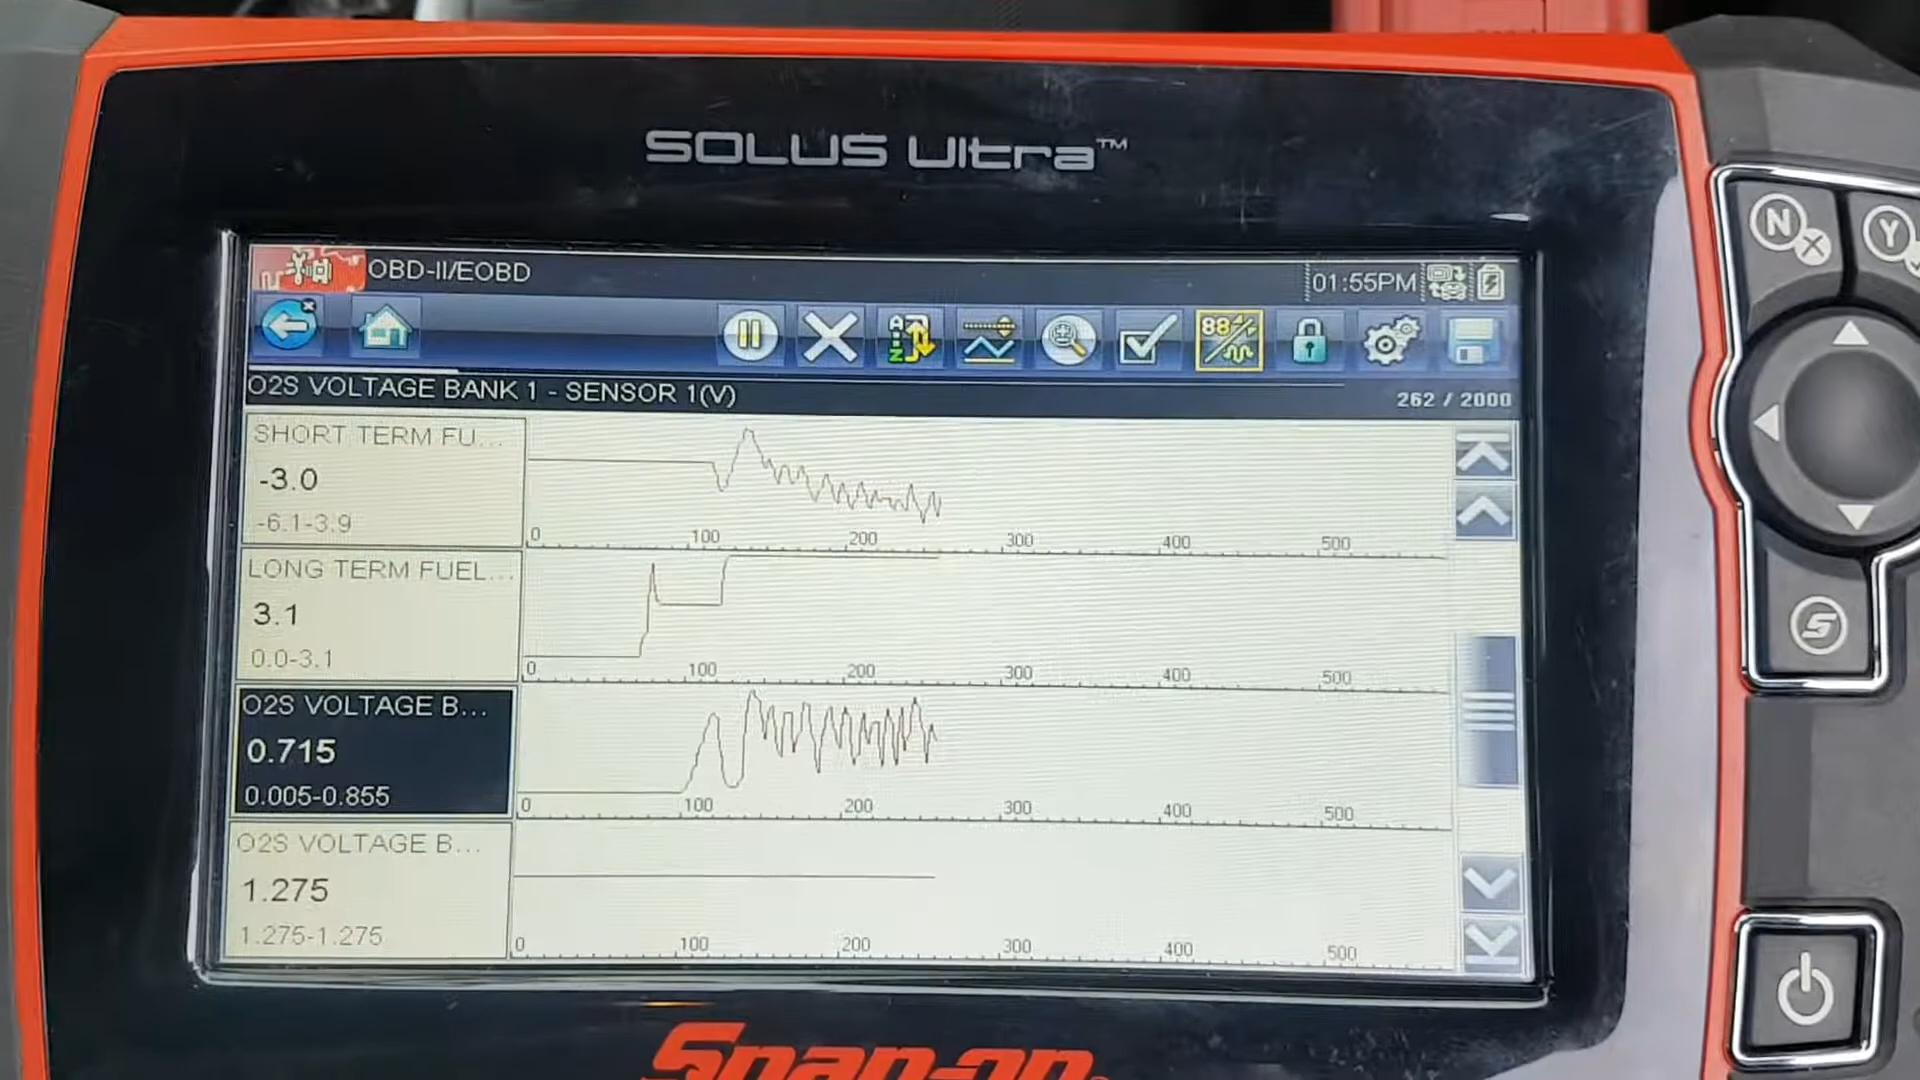 SOLUS Ultra™
OBD-II/EOBD
01:55PM
A
Z
88
O2S VOLTAGE BANK 1 - SENSOR 1(V)
262 / 2000
SHORT TERM FU...
-3.0
-6.1-3.9
0 100 200 300 400 500
LONG TERM FUEL...
3.1
0.0-3.1
0 100 200 300 400 500
O2S VOLTAGE B...
0.715
0.005-0.855
0 100 200 300 400 500
O2S VOLTAGE B...
1.275
1.275-1.275
0 100 200 300 400 500
Snap-on
N
Y
S